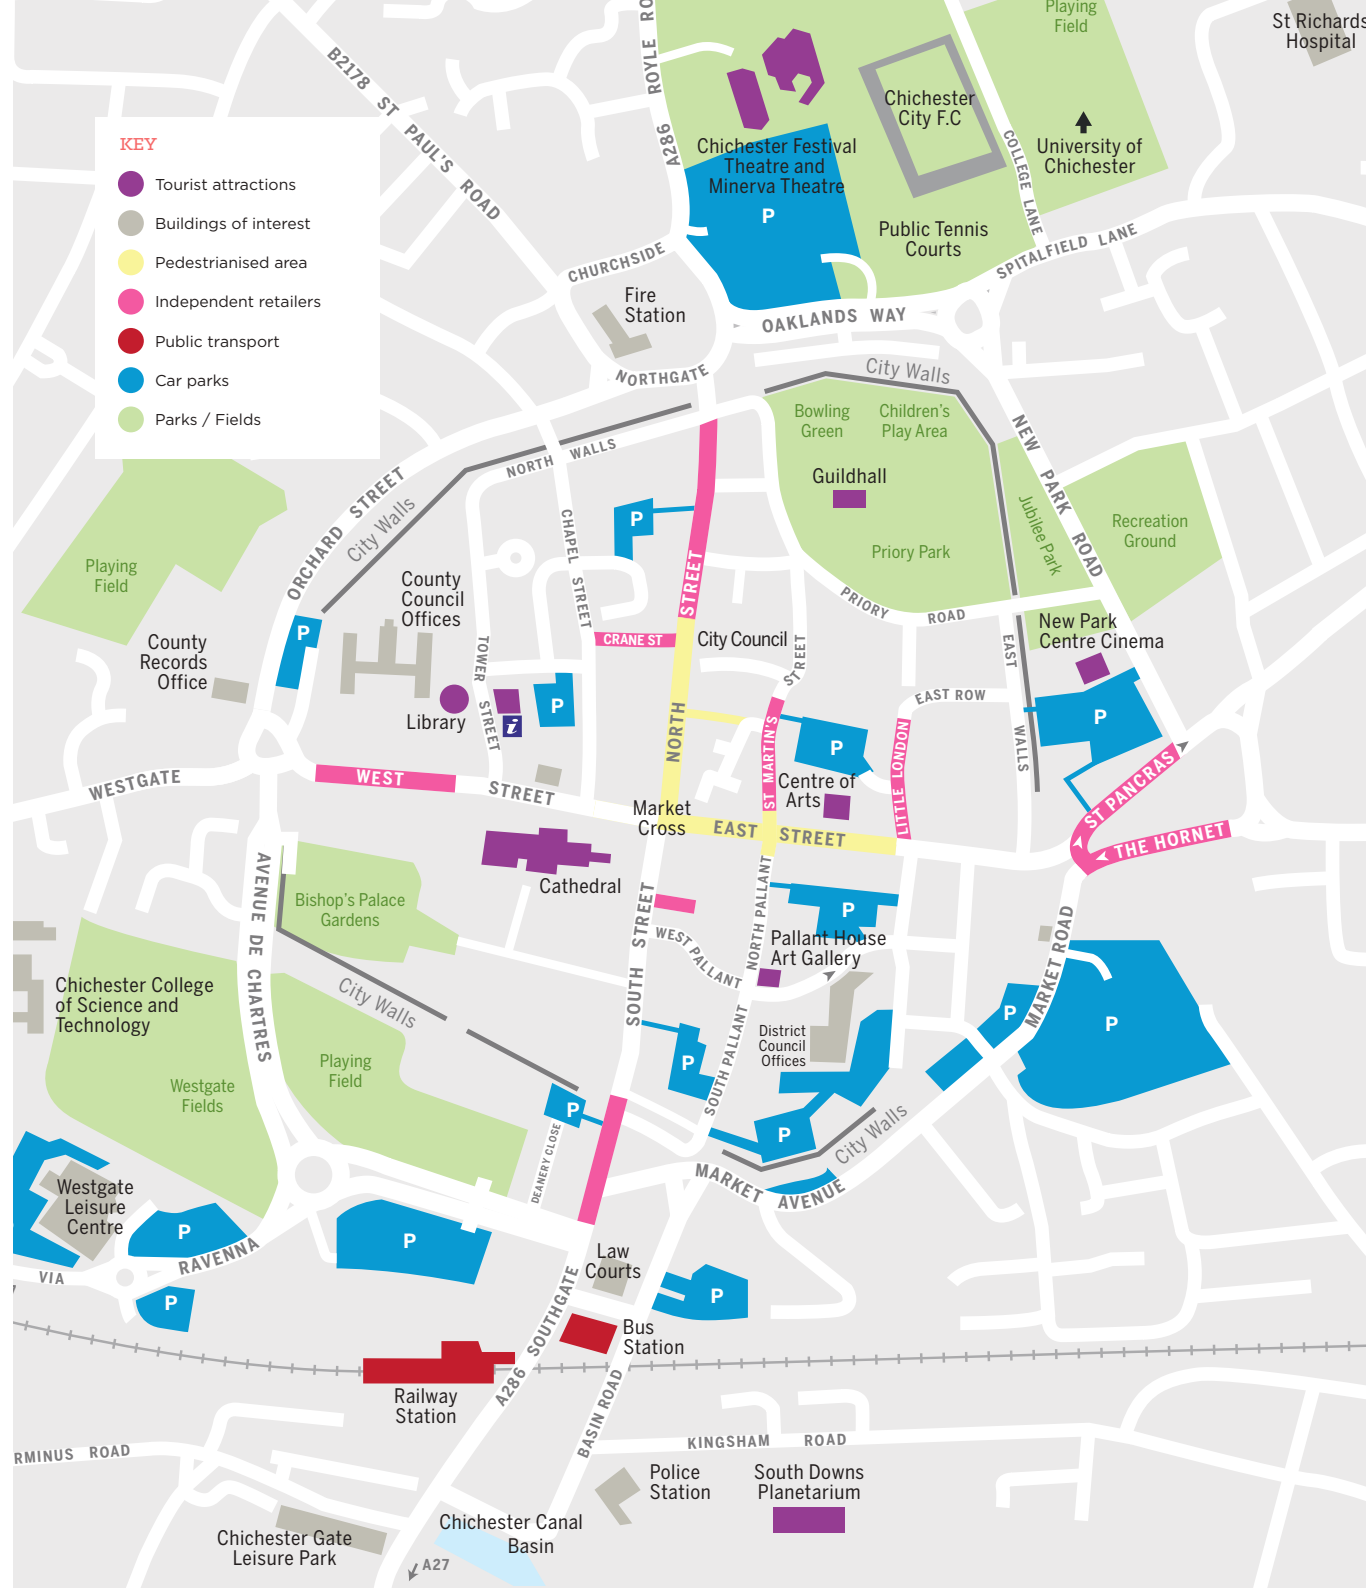 Playing
Field
St Richards
Hospital
B2178 ST PAUL'S ROAD
ROYLE RO
A286
Chichester
City F.C
COLLEGE LANE
University of
Chichester
KEY
Tourist attractions
Buildings of interest
Pedestrianised area
Independent retailers
Public transport
Car parks
Parks / Fields
Chichester Festival
Theatre and
Minerva Theatre
P
Public Tennis
Courts
SPITALFIELD LANE
CHURCHSIDE
Fire
Station
OAKLANDS WAY
NORTHGATE
City Walls
Bowling
Green
Children's
Play Area
NEW PARK ROAD
NORTH WALLS
Guildhall
ORCHARD STREET
City Walls
P
CHAPEL STREET
Jubilee Park
Recreation
Ground
Priory Park
Playing
Field
County
Council
Offices
STREET
PRIORY ROAD
P
County
Records
Office
CRANE ST
City Council
STREET
EAST
WALLS
New Park
Centre Cinema
TOWER
STREET
Library
i
P
NORTH
ST MARTIN'S
P
EAST ROW
LITTLE LONDON
P
WESTGATE
WEST
STREET
Market
Cross
Centre of
Arts
EAST STREET
ST PANCRAS
THE HORNET
AVENUE DE CHARTRES
Bishop's Palace
Gardens
Cathedral
SOUTH STREET
WEST PALLANT
NORTH PALLANT
P
Pallant House
Art Gallery
MARKET ROAD
Chichester College
of Science and
Technology
City Walls
P
P
District
Council
Offices
P
SOUTH PALLANT
Playing
Field
Westgate
Fields
P
DEANERY CLOSE
P
City Walls
MARKET AVENUE
Westgate
Leisure
Centre
P
VIA
RAVENNA
P
P
Law
Courts
P
A286 SOUTHGATE
Bus
Station
Railway
Station
BASIN ROAD
RMINUS ROAD
KINGSHAM ROAD
Police
Station
South Downs
Planetarium
Chichester Gate
Leisure Park
Chichester Canal
Basin
A27